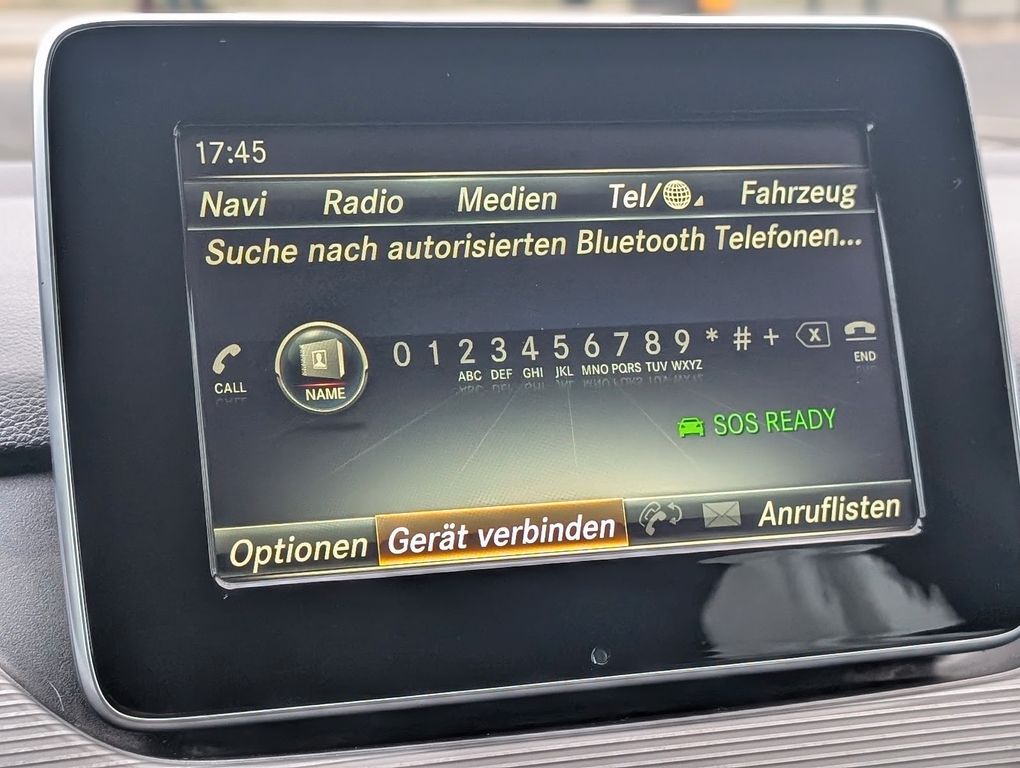 17:45
Navi Radio Medien Tel/ Fahrzeug
Suche nach autorisierten Bluetooth Telefonen...
0 1 2 3 4 5 6 7 8 9 * # + X
ABC DEF GHI JKL MNO PQRS TUV WXYZ
CALL NAME END
SOS READY
Optionen Gerät verbinden Anruflisten